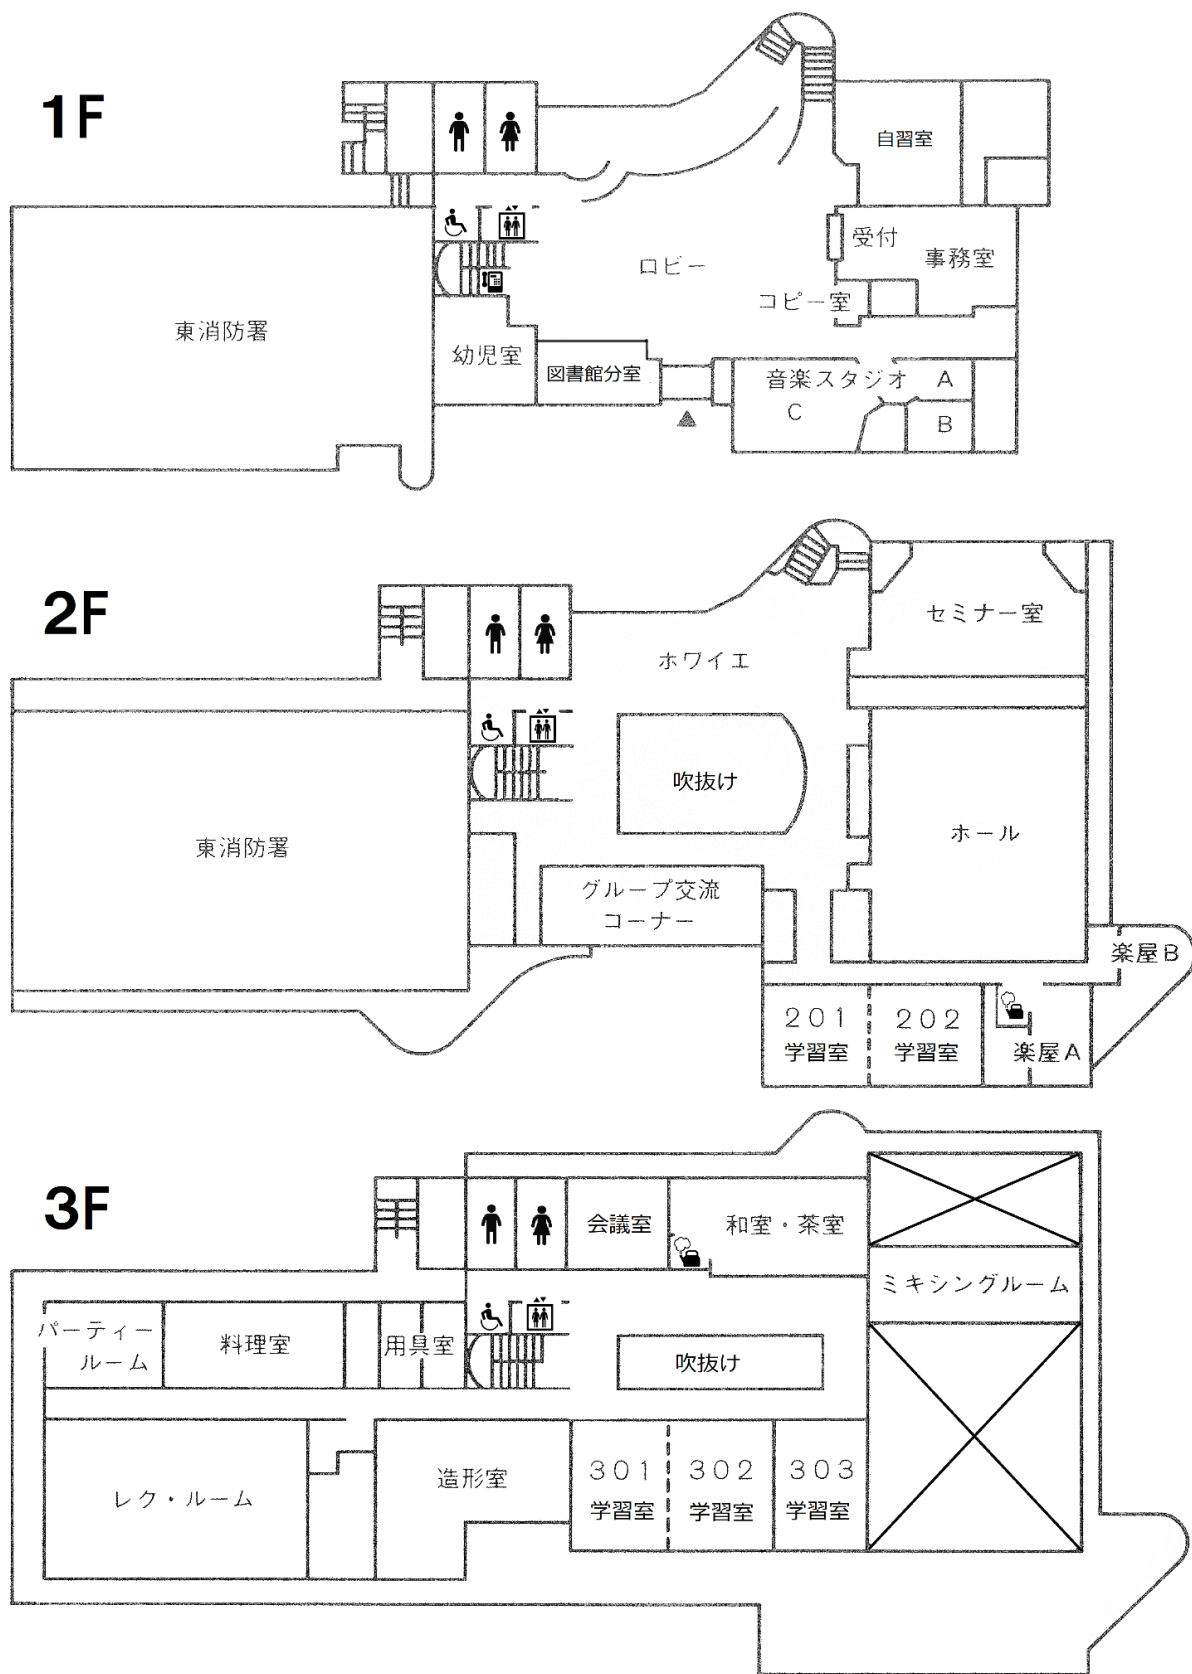 1F
自習室
受付
事務室
ロビー
コピー室
東消防署
幼児室
図書館分室
音楽スタジオ A
C
B
2F
セミナー室
ホワイエ
吹抜け
ホール
東消防署
グループ交流
コーナー
楽屋B
201
学習室
202
学習室
楽屋A
3F
会議室
和室・茶室
ミキシングルーム
パーティー
ルーム
料理室
用具室
吹抜け
レク・ルーム
造形室
301
学習室
302
学習室
303
学習室